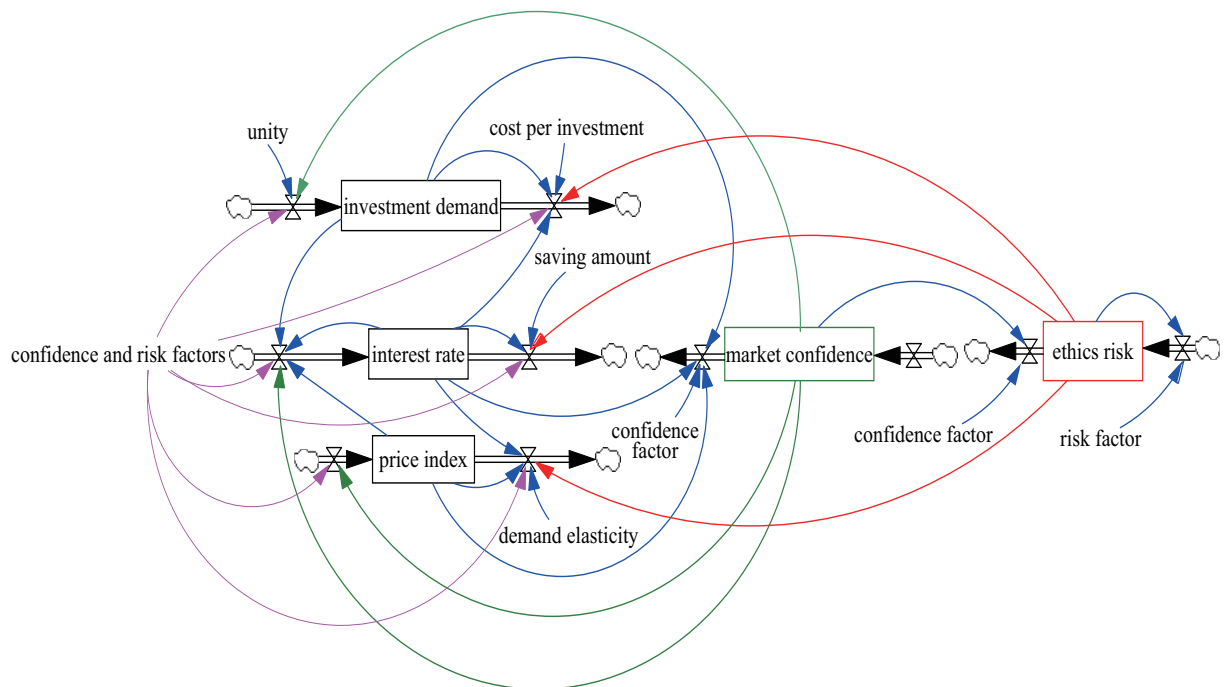 unity
cost per investment
investment demand
saving amount
confidence and risk factors
interest rate
market confidence
ethics risk
confidence
factor
confidence factor
risk factor
price index
demand elasticity